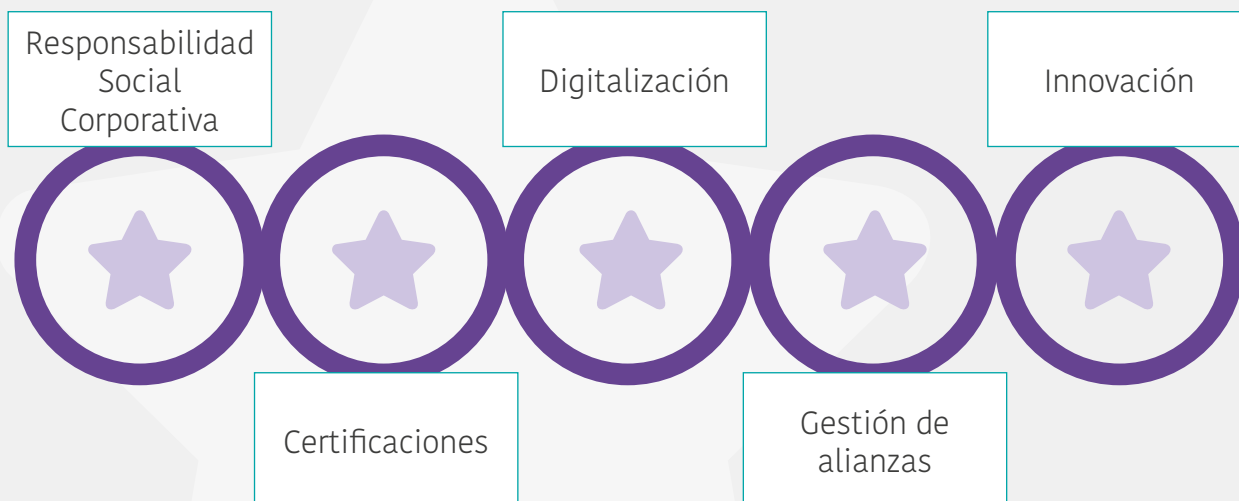 Responsabilidad
Social
Corporativa
Digitalización
Innovación
Certificaciones
Gestión de
alianzas